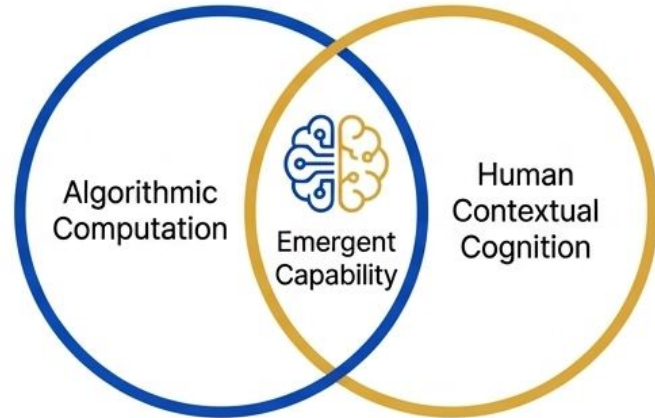 Algorithmic
Computation
Emergent
Capability
Human
Contextual
Cognition